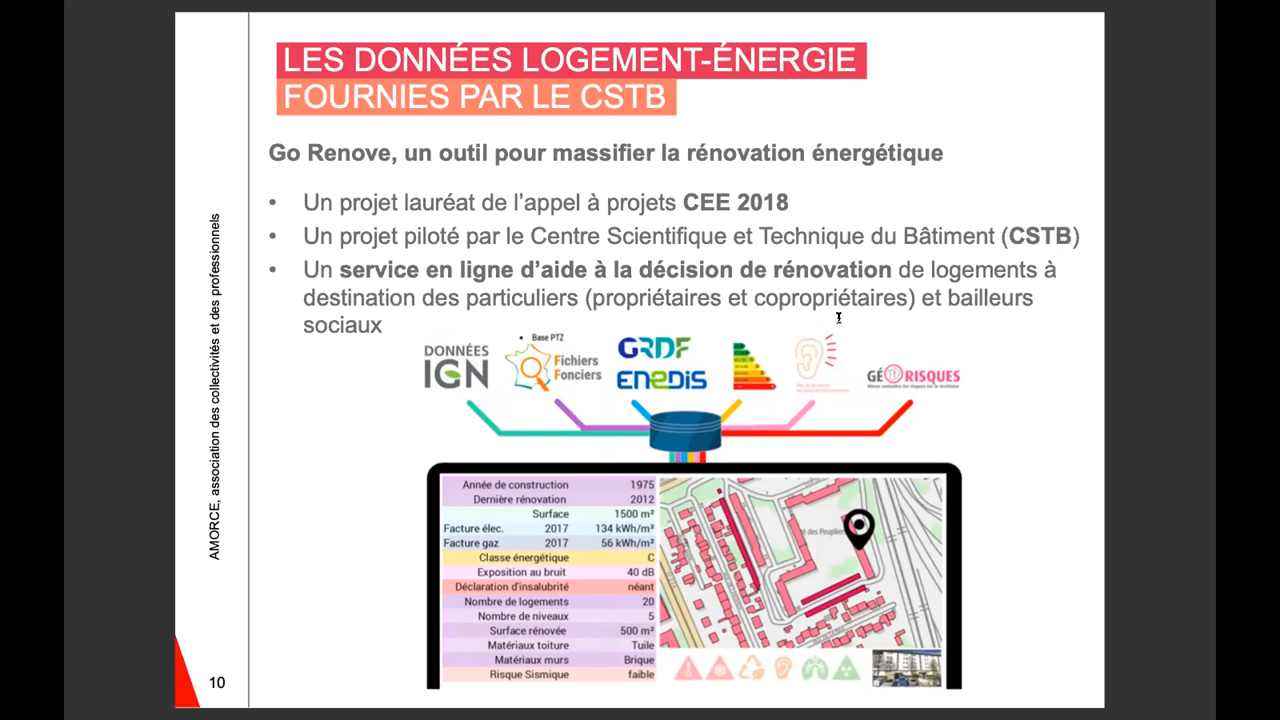 LES DONNÉES LOGEMENT-ÉNERGIE
FOURNIES PAR LE CSTB
Go Renove, un outil pour massifier la rénovation énergétique
• Un projet lauréat de l’appel à projets CEE 2018
• Un projet piloté par le Centre Scientifique et Technique du Bâtiment (CSTB)
• Un service en ligne d’aide à la décision de rénovation de logements à
destination des particuliers (propriétaires et copropriétaires) et bailleurs
sociaux
• Base PTZ
DONNÉES
IGN
Fichiers
Fonciers
GRDF
ENEDIS
GÉORISQUES
Année de construction 1975
Dernière rénovation 2012
Surface 1500 m²
Facture élec. 2017 134 kWh/m²
Facture gaz 2017 56 kWh/m²
Classe énergétique C
Exposition au bruit 40 dB
Déclaration d'insalubrité néant
Nombre de logements 20
Nombre de niveaux 5
Surface rénovée 500 m²
Matériaux toiture Tuile
Matériaux murs Brique
Risque Sismique faible
des Peupliers
AMORCE, association des collectivités et des professionnels
10